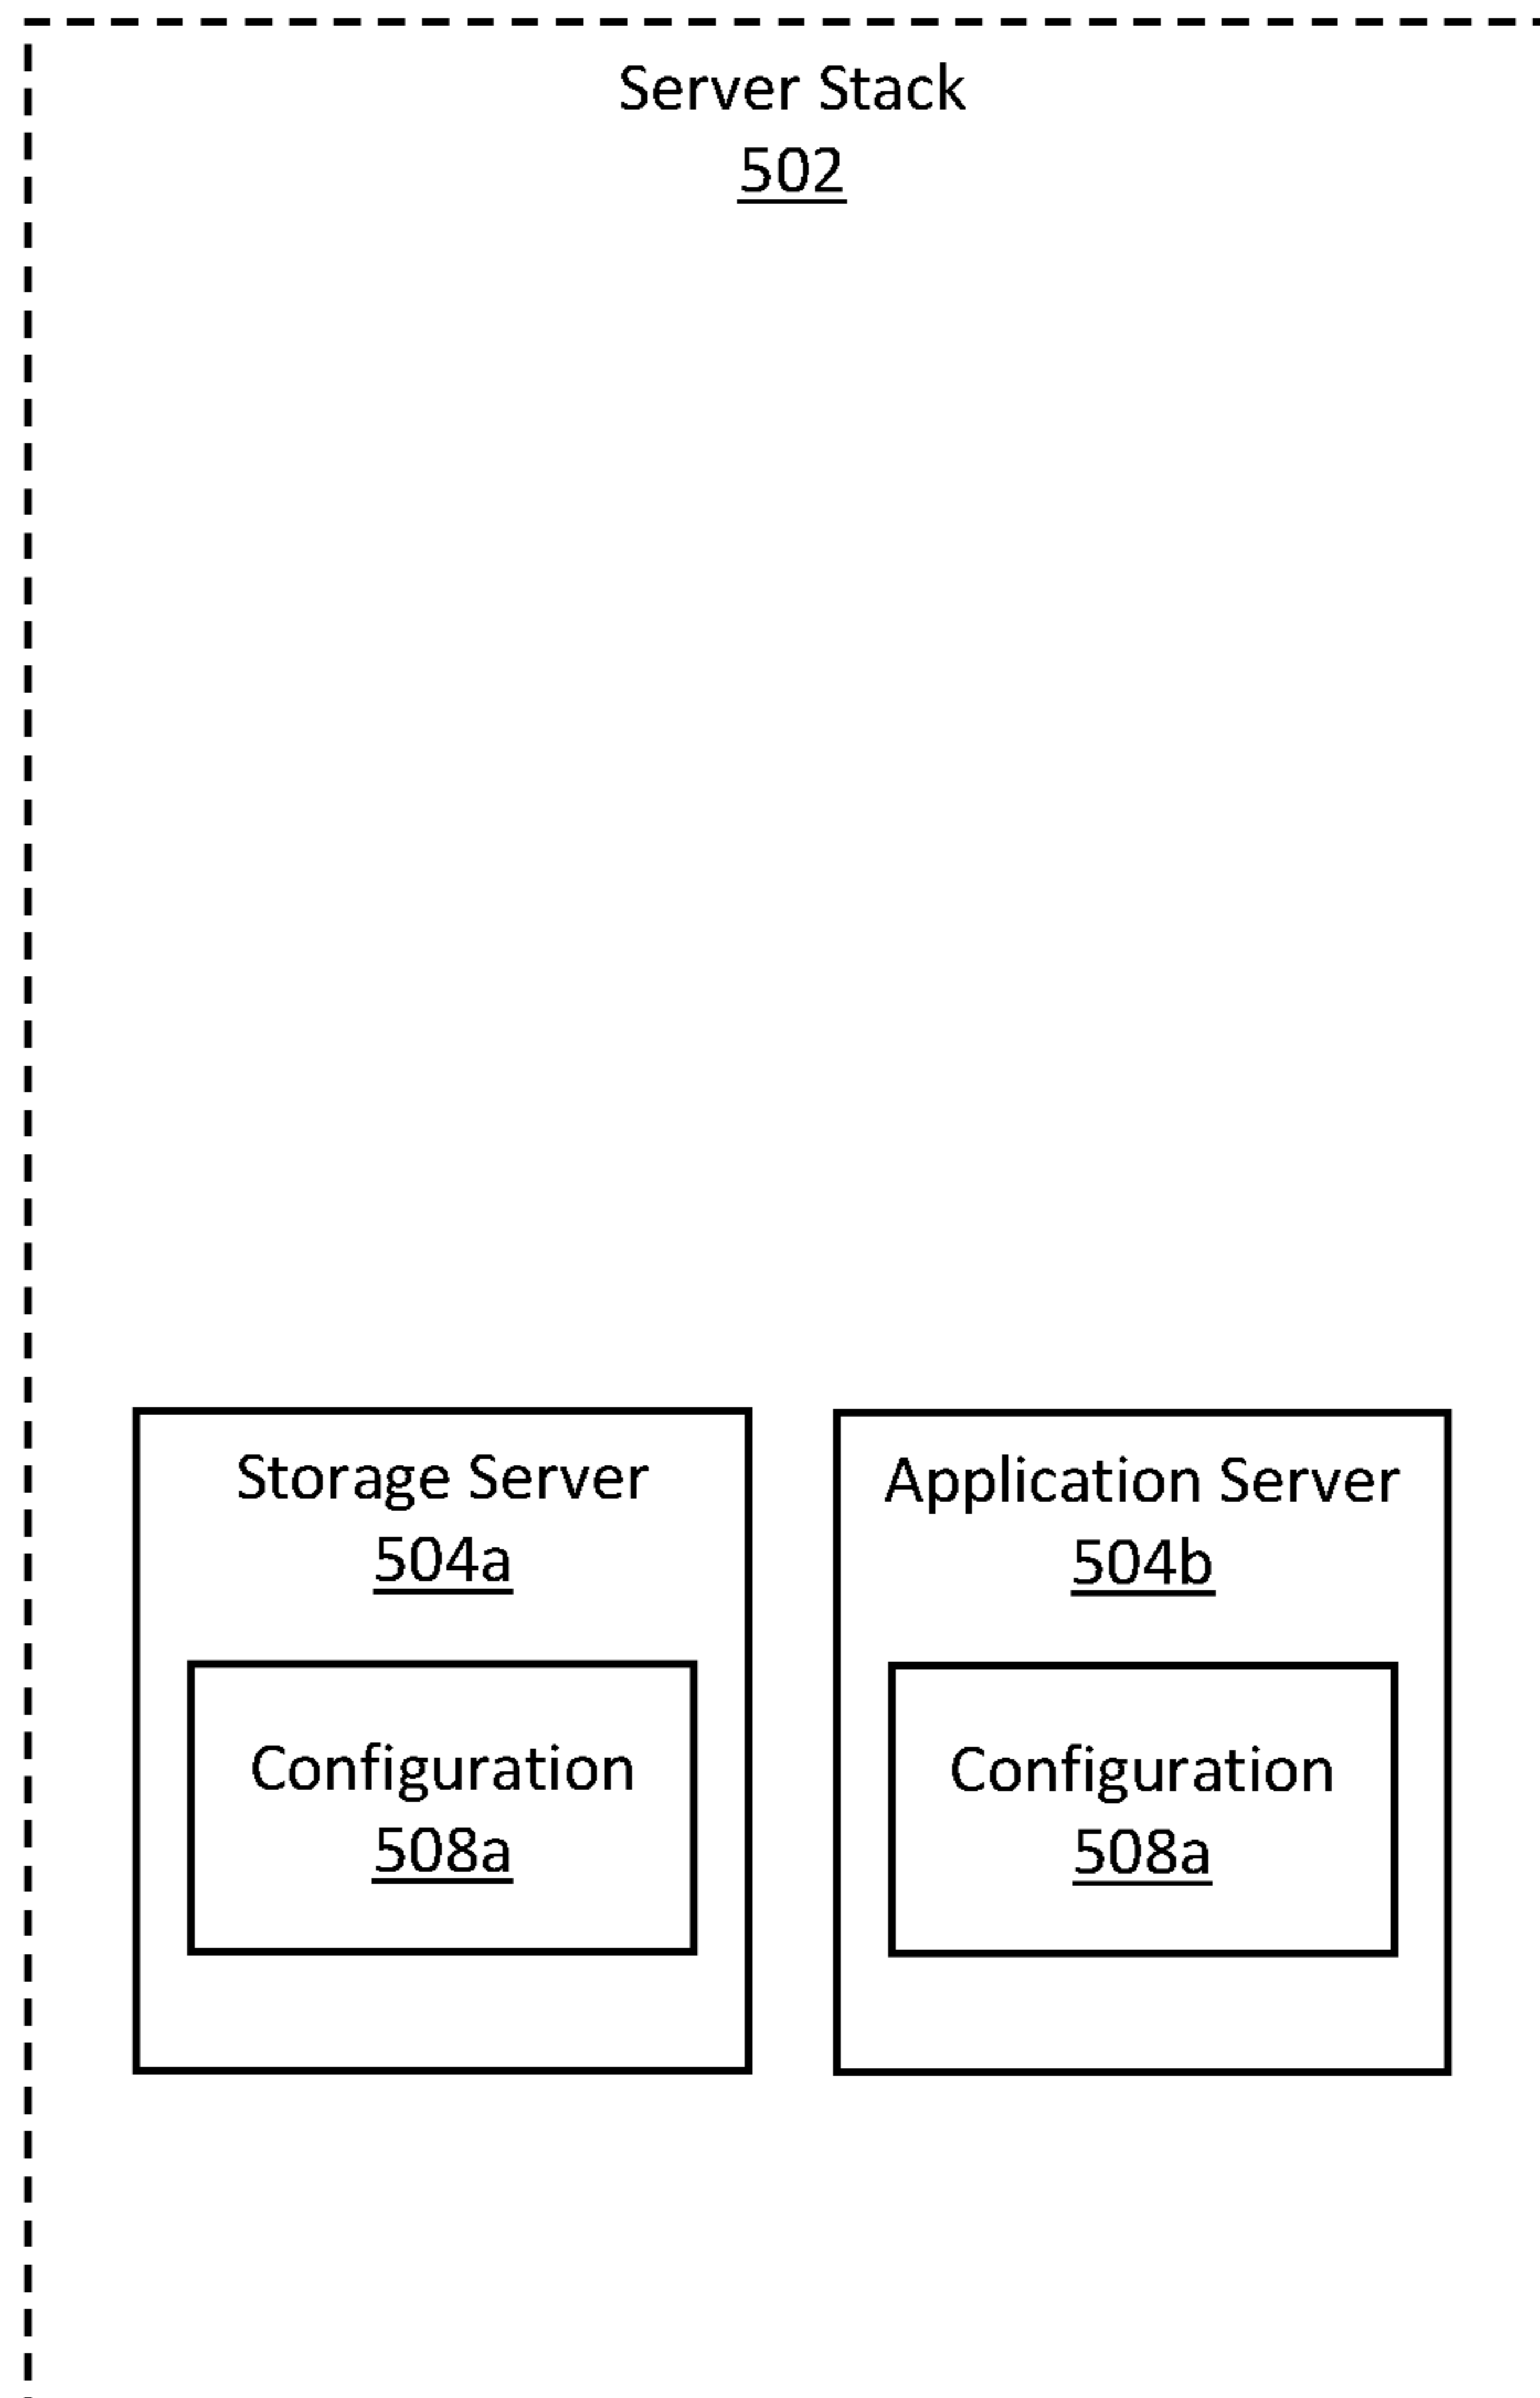 Server Stack
502
Storage Server
504a
Configuration
508a
Application Server
504b
Configuration
508a